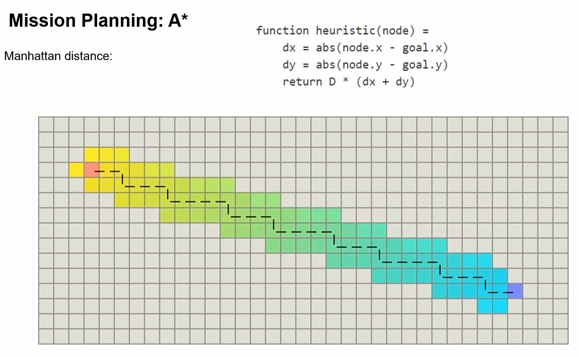 Mission Planning: A*
Manhattan distance:
function heuristic(node) =
dx = abs(node.x - goal.x)
dy = abs(node.y - goal.y)
return D * (dx + dy)